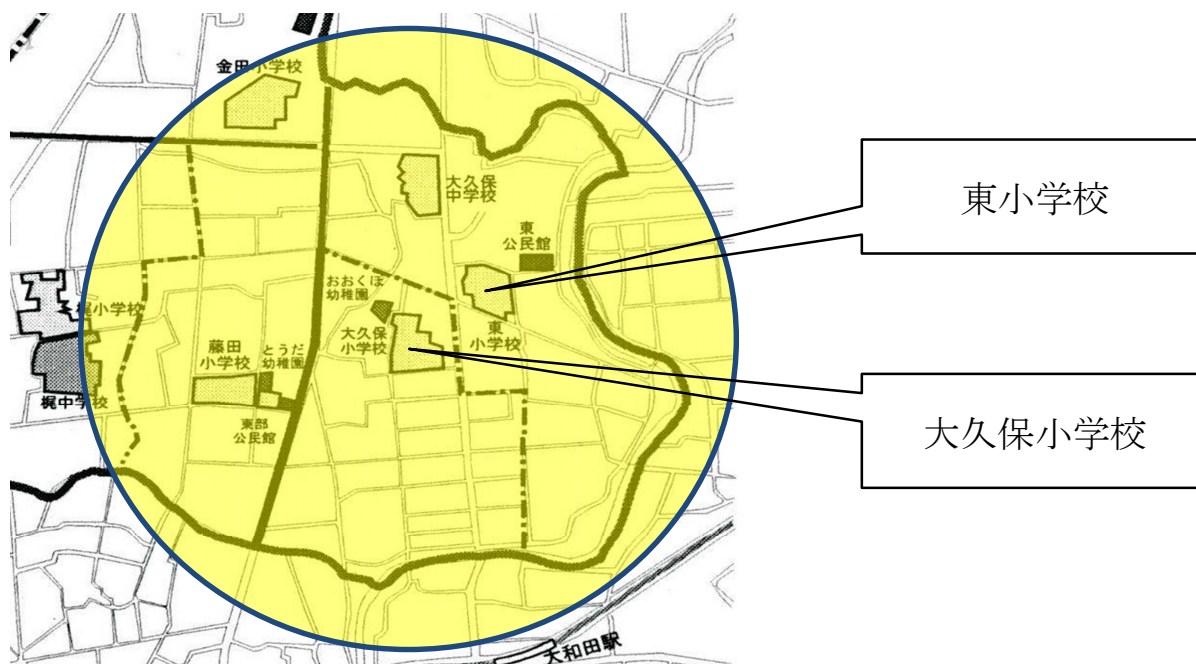 金田小学校
大久保
中学校
東
公民館
おおくぼ
幼稚園
大久保
小学校
東
小学校
梶小学校
藤田
小学校
とうだ
幼稚園
梶中学校
東部
公民館
大和田駅
東小学校
大久保小学校